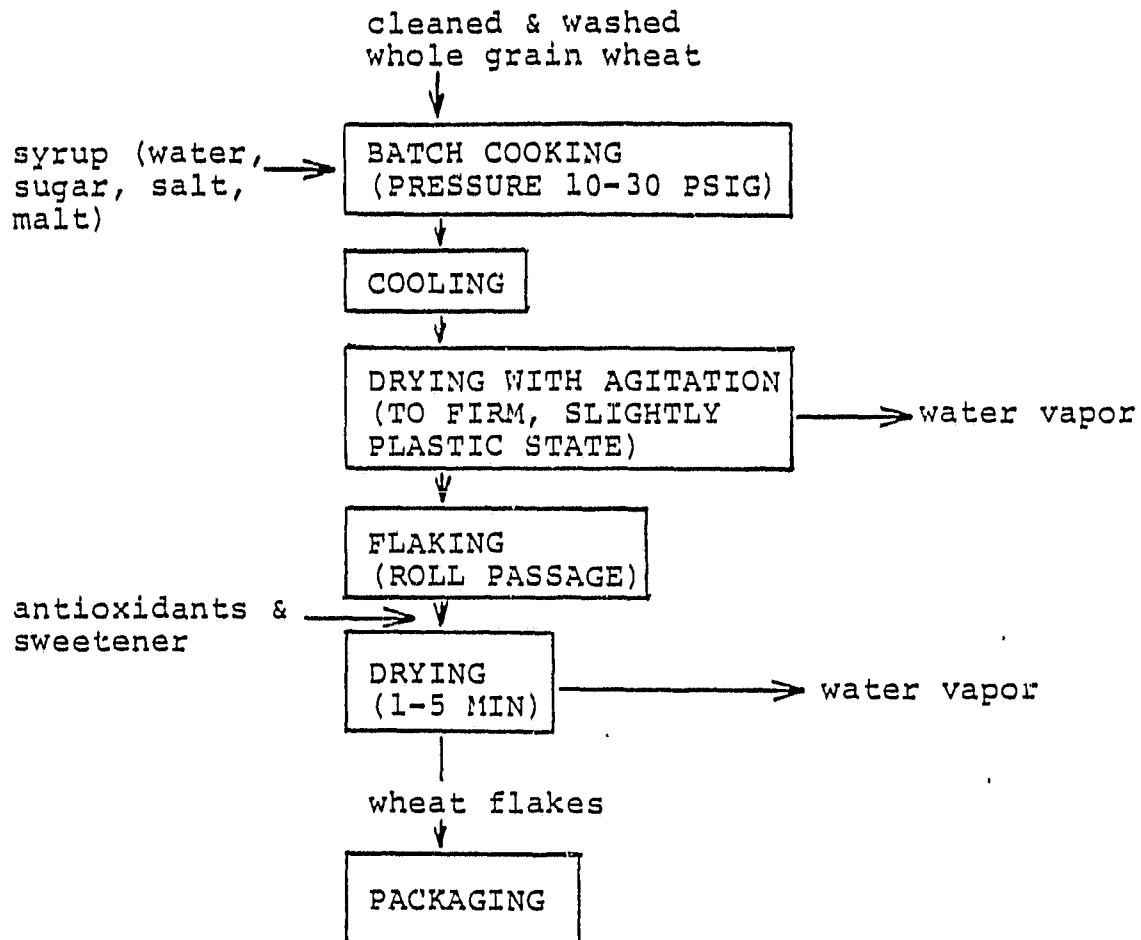 cleaned & washed
whole grain wheat
syrup (water,
sugar, salt,
malt)
BATCH COOKING
(PRESSURE 10-30 PSIG)
COOLING
DRYING WITH AGITATION
(TO FIRM, SLIGHTLY
PLASTIC STATE)
water vapor
FLAKING
(ROLL PASSAGE)
antioxidants &
sweetener
DRYING
(1-5 MIN)
water vapor
wheat flakes
PACKAGING